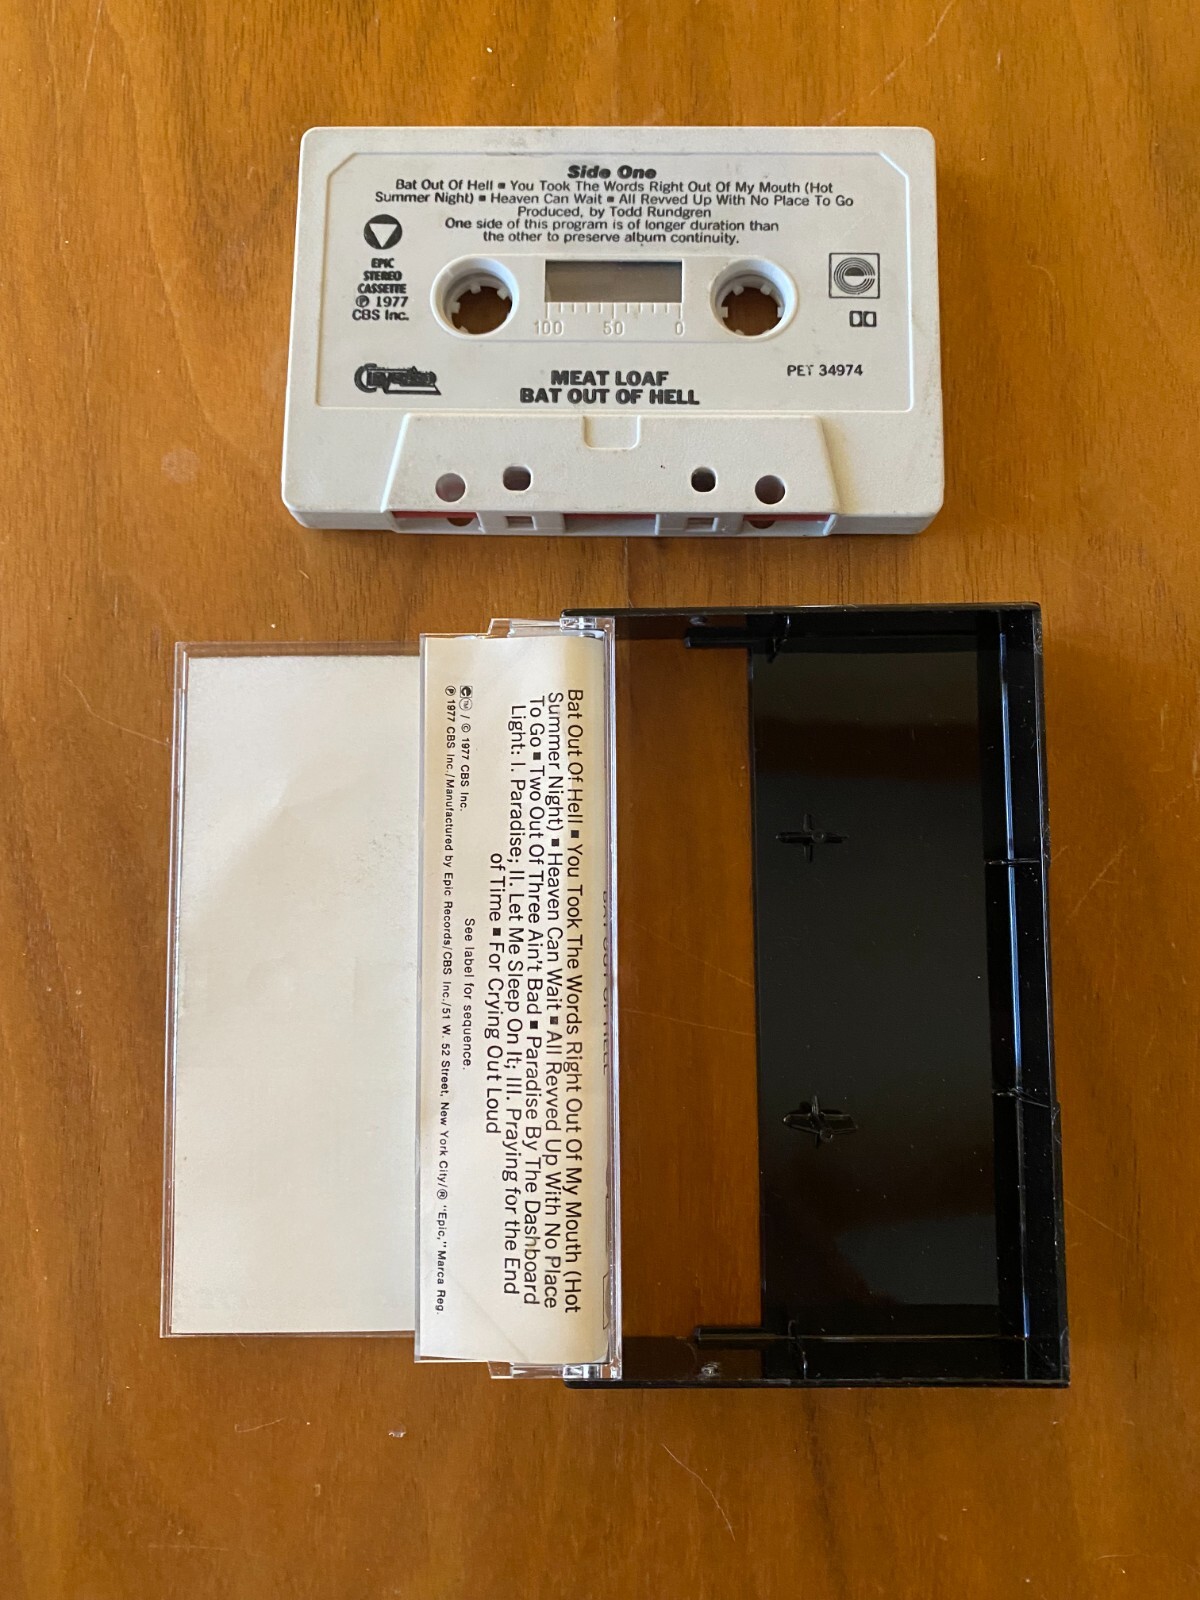 Side One
Bat Out Of Hell ▪ You Took The Words Right Out Of My Mouth (Hot
Summer Night) ▪ Heaven Can Wait ▪ All Revved Up With No Place To Go
Produced, by Todd Rundgren
One side of this program is of longer duration than
the other to preserve album continuity.
EPIC
STEREO
CASSETTE
℗ 1977
CBS Inc.
100 50 0
MEAT LOAF
BAT OUT OF HELL
PET 34974
BAT OUT OF HELL
Bat Out Of Hell ▪ You Took The Words Right Out Of My Mouth (Hot
Summer Night) ▪ Heaven Can Wait ▪ All Revved Up With No Place
To Go ▪ Two Out Of Three Ain't Bad ▪ Paradise By The Dashboard
Light: I. Paradise; II. Let Me Sleep On It; III. Praying for the End
of Time ▪ For Crying Out Loud
See label for sequence.
e ™ / © 1977 CBS Inc.
℗ 1977 CBS Inc./Manufactured by Epic Records/CBS Inc./51 W. 52 Street, New York City/® "Epic," Marca Reg.